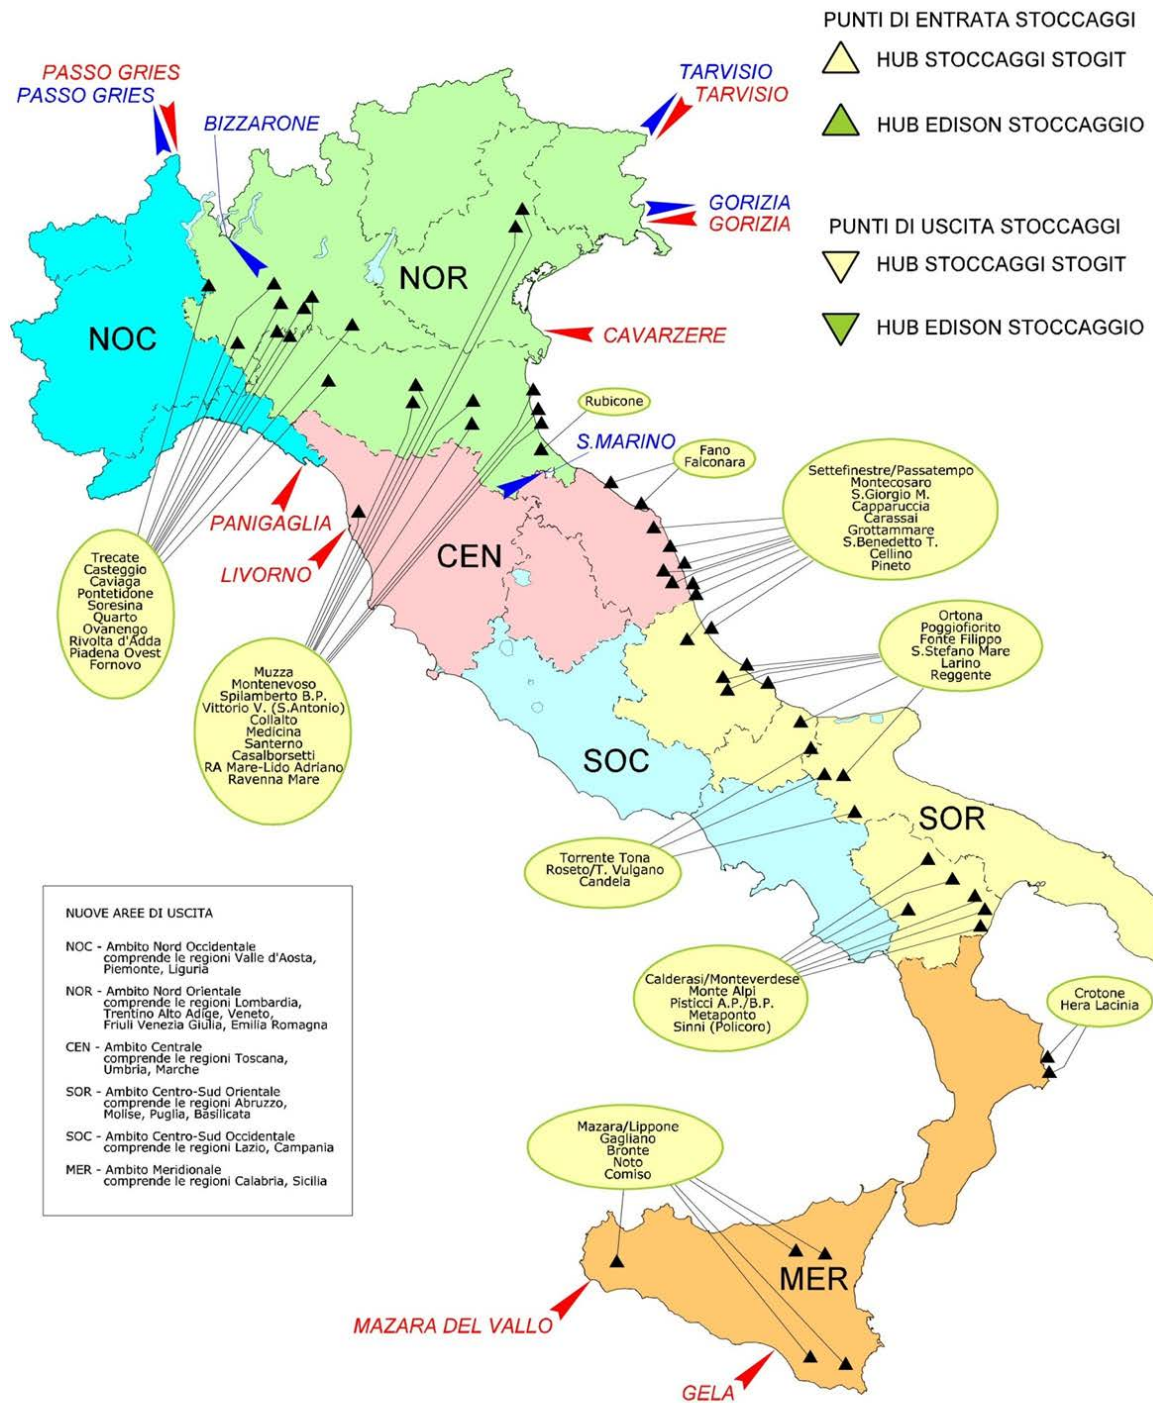 PUNTI DI ENTRATA STOCCAGGI
HUB STOCCAGGI STOGIT
HUB EDISON STOCCAGGIO
PUNTI DI USCITA STOCCAGGI
HUB STOCCAGGI STOGIT
HUB EDISON STOCCAGGIO
PASSO GRIES
PASSO GRIES
BIZZARONE
TARVISIO
TARVISIO
GORIZIA
GORIZIA
NOR
NOC
CAVARZERE
Rubicone
S.MARINO
Fano
Falconara
Settefinestre/Passatempo
Montecosaro
S.Giorgio M.
Capparuccia
Carassai
Grottammare
S.Benedetto T.
Cellino
Pineto
PANIGAGLIA
LIVORNO
CEN
Trecate
Casteggio
Caviaga
Pontetidone
Soresina
Quarto
Ovanengo
Rivolta d'Adda
Piadena Ovest
Fornovo
Muzza
Montenevoso
Spilamberto B.P.
Vittorio V. (S.Antonio)
Collalto
Medicina
Santerno
Casalborsetti
RA Mare-Lido Adriano
Ravenna Mare
Ortona
Poggiofiorito
Fonte Filippo
S.Stefano Mare
Larino
Reggente
SOC
SOR
Torrente Tona
Roseto/T. Vulgano
Candela
Calderasi/Monteverdese
Monte Alpi
Pisticci A.P./B.P.
Metaponto
Sinni (Policoro)
Crotone
Hera Lacinia
Mazara/Lippone
Gagliano
Bronte
Noto
Comiso
MER
MAZARA DEL VALLO
GELA
NUOVE AREE DI USCITA
NOC - Ambito Nord Occidentale
comprende le regioni Valle d'Aosta,
Piemonte, Liguria
NOR - Ambito Nord Orientale
comprende le regioni Lombardia,
Trentino Alto Adige, Veneto,
Friuli Venezia Giulia, Emilia Romagna
CEN - Ambito Centrale
comprende le regioni Toscana,
Umbria, Marche
SOR - Ambito Centro-Sud Orientale
comprende le regioni Abruzzo,
Molise, Puglia, Basilicata
SOC - Ambito Centro-Sud Occidentale
comprende le regioni Lazio, Campania
MER - Ambito Meridionale
comprende le regioni Calabria, Sicilia